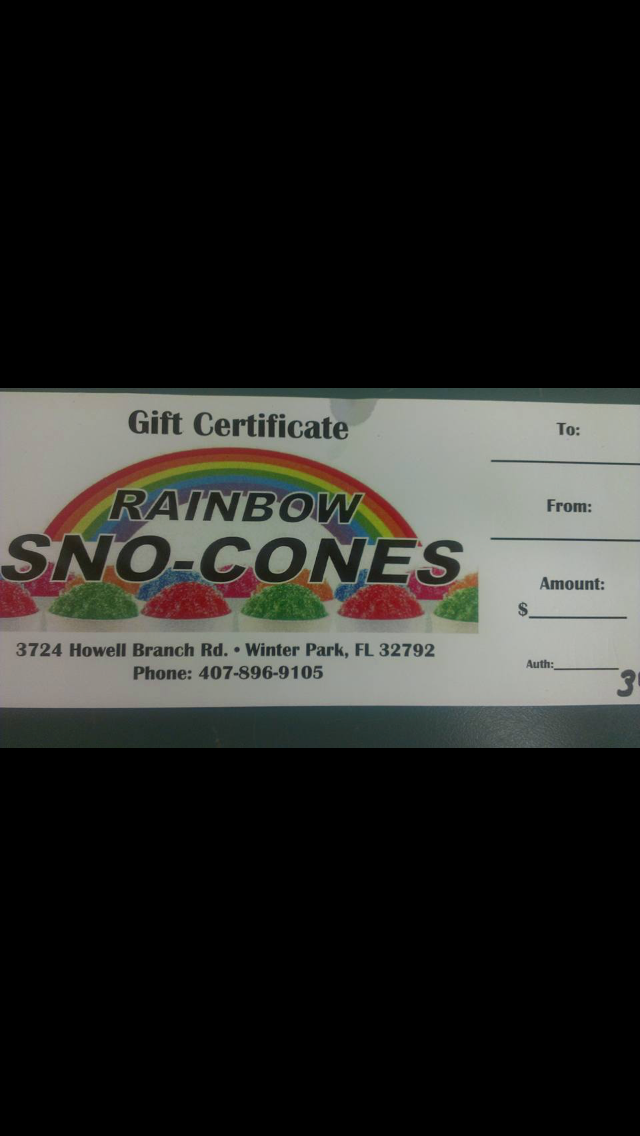 Gift Certificate
RAINBOW
SNO-CONES
3724 Howell Branch Rd. • Winter Park, FL 32792
Phone: 407-896-9105
To:
From:
Amount:
$
Auth: